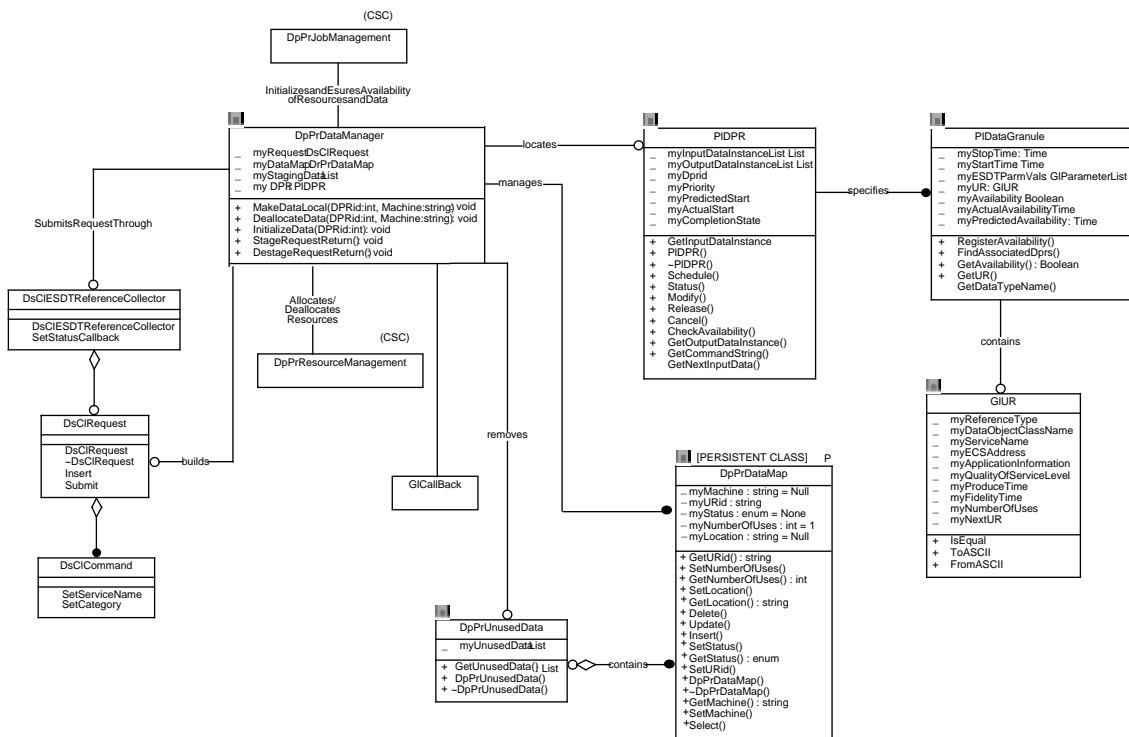 (CSC)
DpPrJobManagement
InitializesandEsuresAvailability
ofResourcesandData
DpPrDataManager
_ myRequestDsClRequest
_ myDataMapDrPrDataMap
_ myStagingDataList
_ my DPR: PlDPR
+ MakeDataLocal(DPRid:int, Machine:string): void
+ DeallocateData(DPRid:int, Machine:string): void
+ InitializeData(DPRid:int): void
+ StageRequestReturn(): void
+ DestageRequestReturn(): void
locates
manages
SubmitsRequestThrough
PlDPR
_ myInputDataInstanceList List
_ myOutputDataInstanceList List
_ myDprid
_ myPriority
_ myPredictedStart
_ myActualStart
_ myCompletionState
+ GetInputDataInstance
+ PlDPR()
+ ~PlDPR()
+ Schedule()
+ Status()
+ Modify()
+ Release()
+ Cancel()
+ CheckAvailability()
+ GetOutputDataInstance()
+ GetCommandString()
GetNextInputData()
specifies
PlDataGranule
_ myStopTime: Time
_ myStartTime Time
_ myESDTParmVals GlParameterList
_ myUR: GlUR
_ myAvailability Boolean
_ myActualAvailabilityTime
_ myPredictedAvailability: Time
+ RegisterAvailability()
+ FindAssociatedDprs()
+ GetAvailability() : Boolean
+ GetUR()
GetDataTypeName()
contains
GlUR
_ myReferenceType
_ myDataObjectClassName
_ myServiceName
_ myECSAddress
_ myApplicationInformation
_ myQualityOfServiceLevel
_ myProduceTime
_ myFidelityTime
_ myNumberOfUses
_ myNextUR
+ IsEqual
+ ToASCII
+ FromASCII
DsClESDTReferenceCollector
DsClESDTReferenceCollector
SetStatusCallback
Allocates/
Deallocates
Resources
(CSC)
DpPrResourceManagement
DsClRequest
DsClRequest
~DsClRequest
Insert
Submit
builds
removes
GlCallBack
DsClCommand
SetServiceName
SetCategory
[PERSISTENT CLASS] P
DpPrDataMap
_ myMachine : string = Null
_ myURid : string
_ myStatus : enum = None
_ myNumberOfUses : int = 1
_ myLocation : string = Null
+ GetURid() : string
+ SetNumberOfUses()
+ GetNumberOfUses() : int
+ SetLocation()
+ GetLocation() : string
+ Delete()
+ Update()
+ Insert()
+ SetStatus()
+ GetStatus() : enum
+ SetURid()
+ DpPrDataMap()
+ ~DpPrDataMap()
+ GetMachine() : string
+ SetMachine()
+ Select()
DpPrUnusedData
_ myUnusedData:List
+ GetUnusedData() : List
+ DpPrUnusedData()
+ ~DpPrUnusedData()
contains